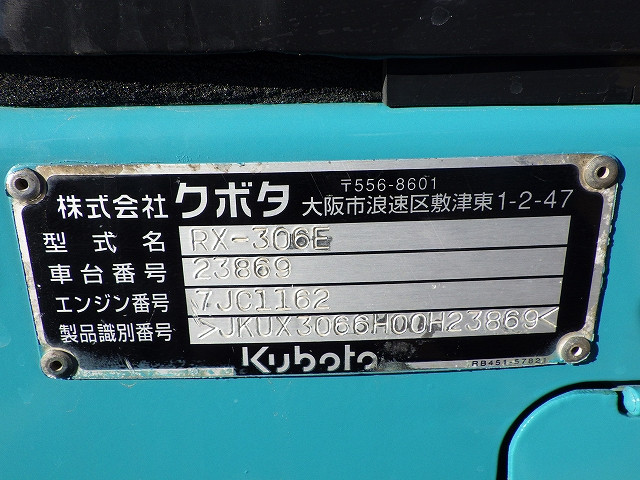 株式会社 クボタ 〒556-8601
大阪市浪速区敷津東1-2-47
型式名 RX-306E
車台番号 23869
エンジン番号 7JC1162
製品識別番号 >JKUX3066H00H23869<
Kubota RB451-5782